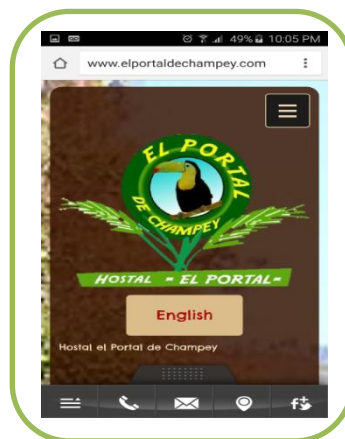 49% 10:05 PM
www.elportaldechampey.com
EL PORTAL
DE CHAMPEY
HOSTAL - EL PORTAL-
English
Hostal el Portal de Champey